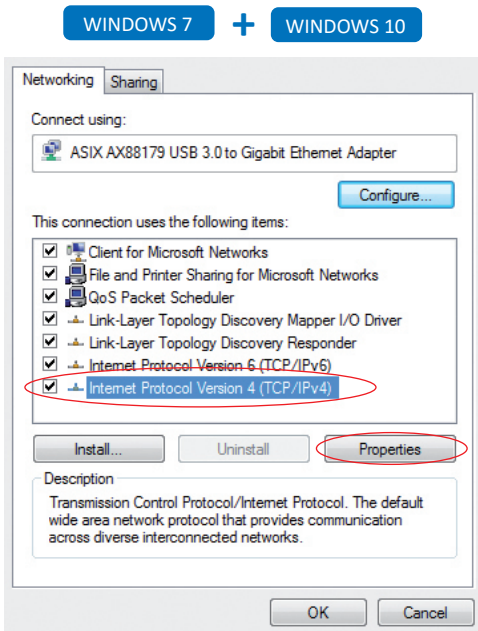 WINDOWS 7 + WINDOWS 10
Networking Sharing
Connect using:
ASIX AX88179 USB 3.0 to Gigabit Ethernet Adapter
Configure...
This connection uses the following items:
Client for Microsoft Networks
File and Printer Sharing for Microsoft Networks
QoS Packet Scheduler
Link-Layer Topology Discovery Mapper I/O Driver
Link-Layer Topology Discovery Responder
Internet Protocol Version 6 (TCP/IPv6)
Internet Protocol Version 4 (TCP/IPv4)
Install... Uninstall Properties
Description
Transmission Control Protocol/Internet Protocol. The default
wide area network protocol that provides communication
across diverse interconnected networks.
OK Cancel